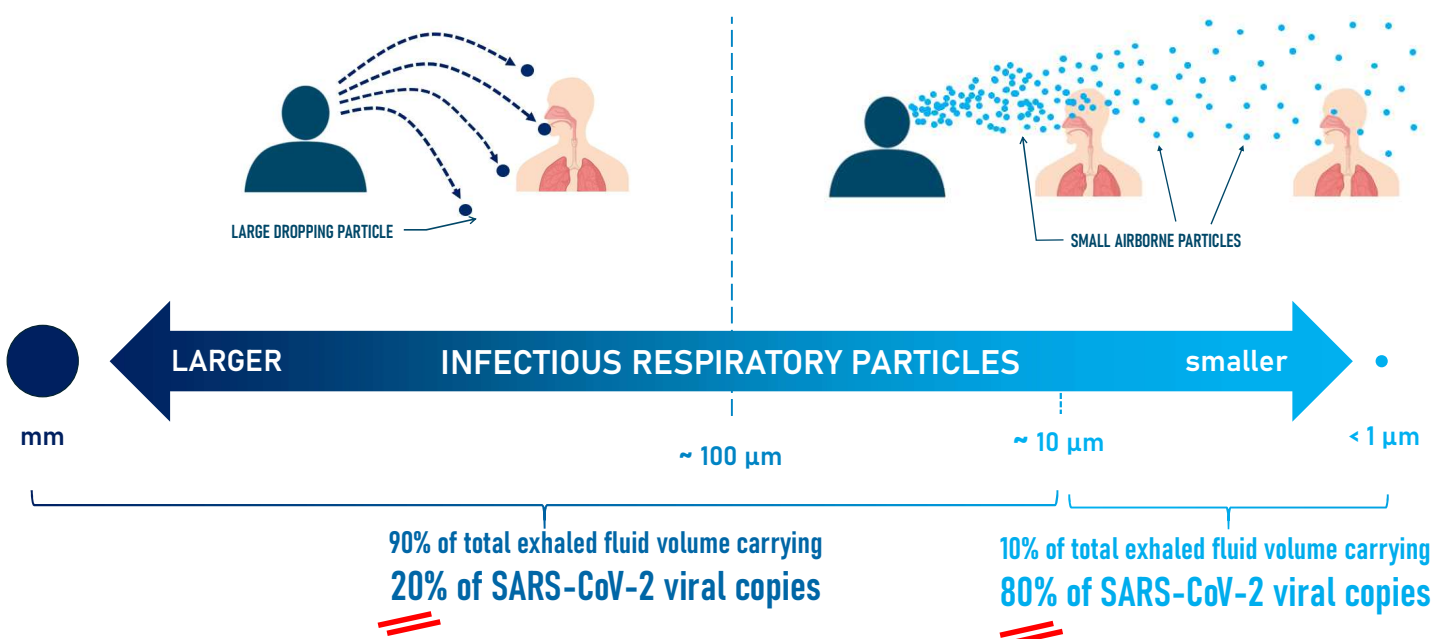 LARGE DROPPING PARTICLE
SMALL AIRBORNE PARTICLES
LARGER
INFECTIOUS RESPIRATORY PARTICLES
smaller
mm
~ 100 µm
~ 10 µm
< 1 µm
90% of total exhaled fluid volume carrying
20% of SARS-CoV-2 viral copies
10% of total exhaled fluid volume carrying
80% of SARS-CoV-2 viral copies